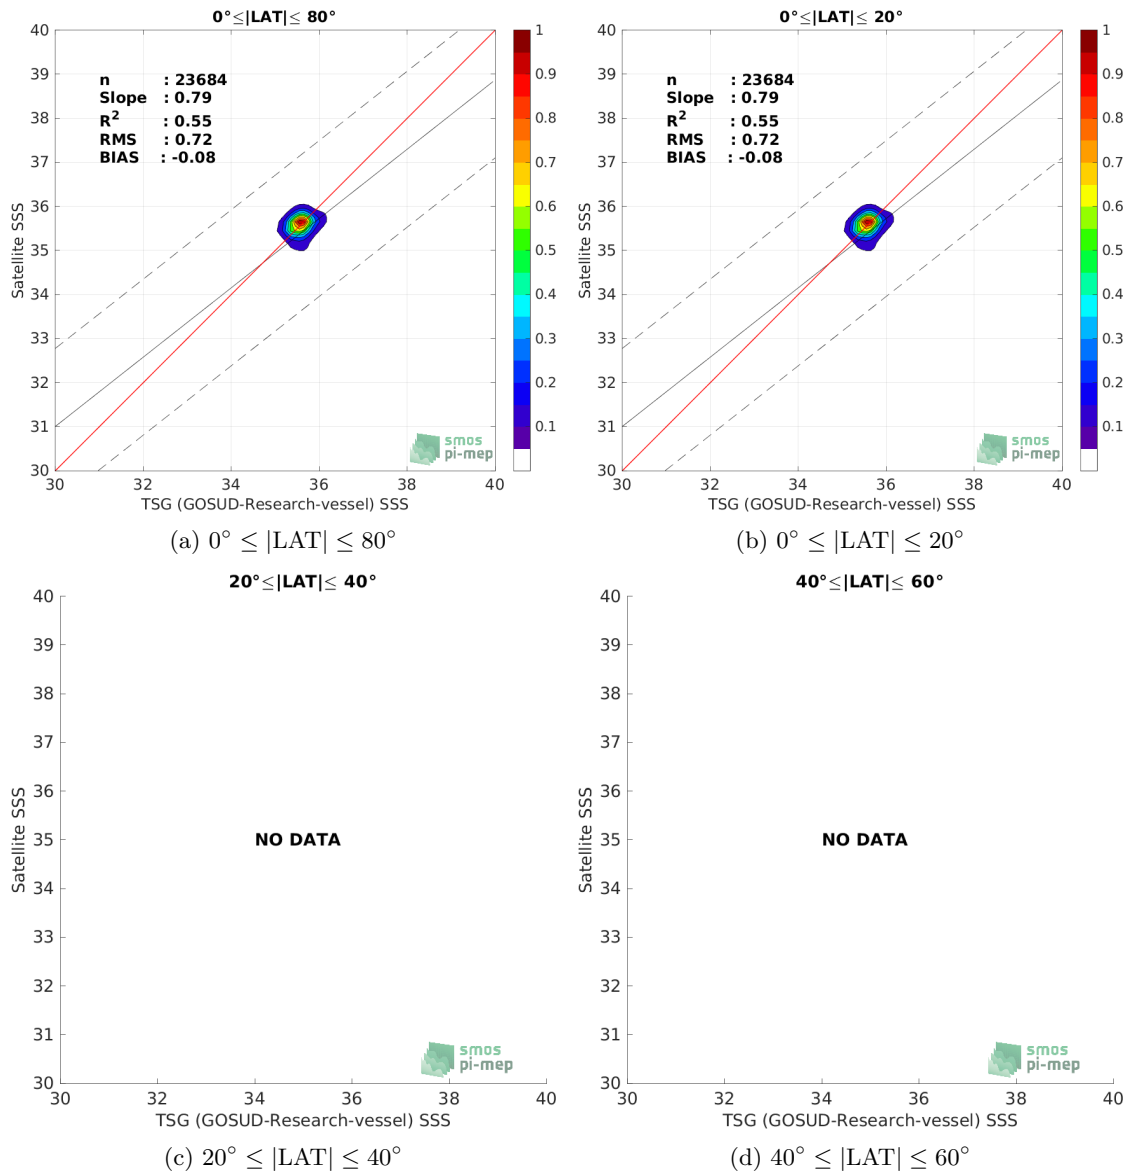 0°≤|LAT|≤ 80°
40
39
38
37
36
35
34
33
32
31
30
Satellite SSS
n : 23684
Slope : 0.79
R² : 0.55
RMS : 0.72
BIAS : -0.08
smos
pi-mep
30 32 34 36 38 40
TSG (GOSUD-Research-vessel) SSS
1
0.9
0.8
0.7
0.6
0.5
0.4
0.3
0.2
0.1
(a) 0° ≤ |LAT| ≤ 80°
0°≤|LAT|≤ 20°
40
39
38
37
36
35
34
33
32
31
30
Satellite SSS
n : 23684
Slope : 0.79
R² : 0.55
RMS : 0.72
BIAS : -0.08
smos
pi-mep
30 32 34 36 38 40
TSG (GOSUD-Research-vessel) SSS
1
0.9
0.8
0.7
0.6
0.5
0.4
0.3
0.2
0.1
(b) 0° ≤ |LAT| ≤ 20°
20°≤|LAT|≤ 40°
40
39
38
37
36
35
34
33
32
31
30
Satellite SSS
NO DATA
smos
pi-mep
30 32 34 36 38 40
TSG (GOSUD-Research-vessel) SSS
(c) 20° ≤ |LAT| ≤ 40°
40°≤|LAT|≤ 60°
40
39
38
37
36
35
34
33
32
31
30
Satellite SSS
NO DATA
smos
pi-mep
30 32 34 36 38 40
TSG (GOSUD-Research-vessel) SSS
(d) 40° ≤ |LAT| ≤ 60°